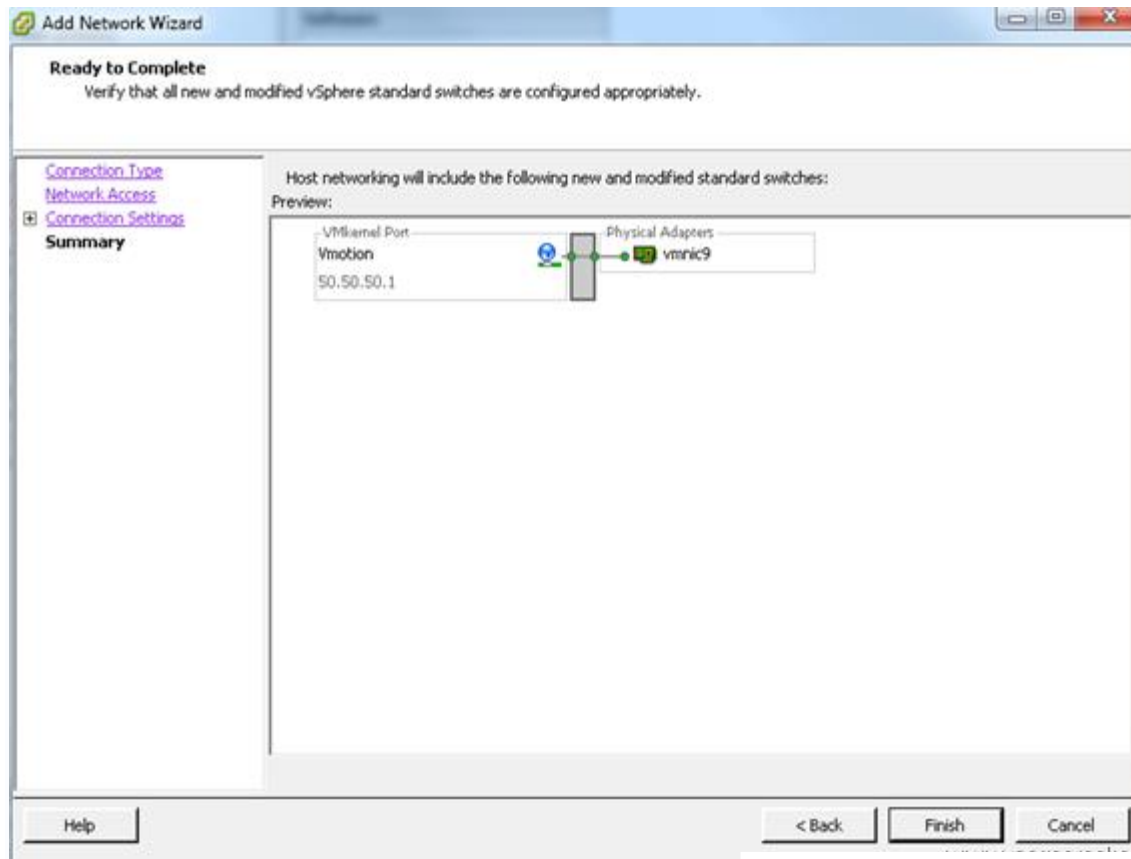 Add Network Wizard
Ready to Complete
Verify that all new and modified vSphere standard switches are configured appropriately.
Connection Type
Network Access
Connection Settings
Summary
Host networking will include the following new and modified standard switches:
Preview:
VMkernel Port
Physical Adapters
Vmotion
vmnic9
50.50.50.1
Help
< Back
Finish
Cancel